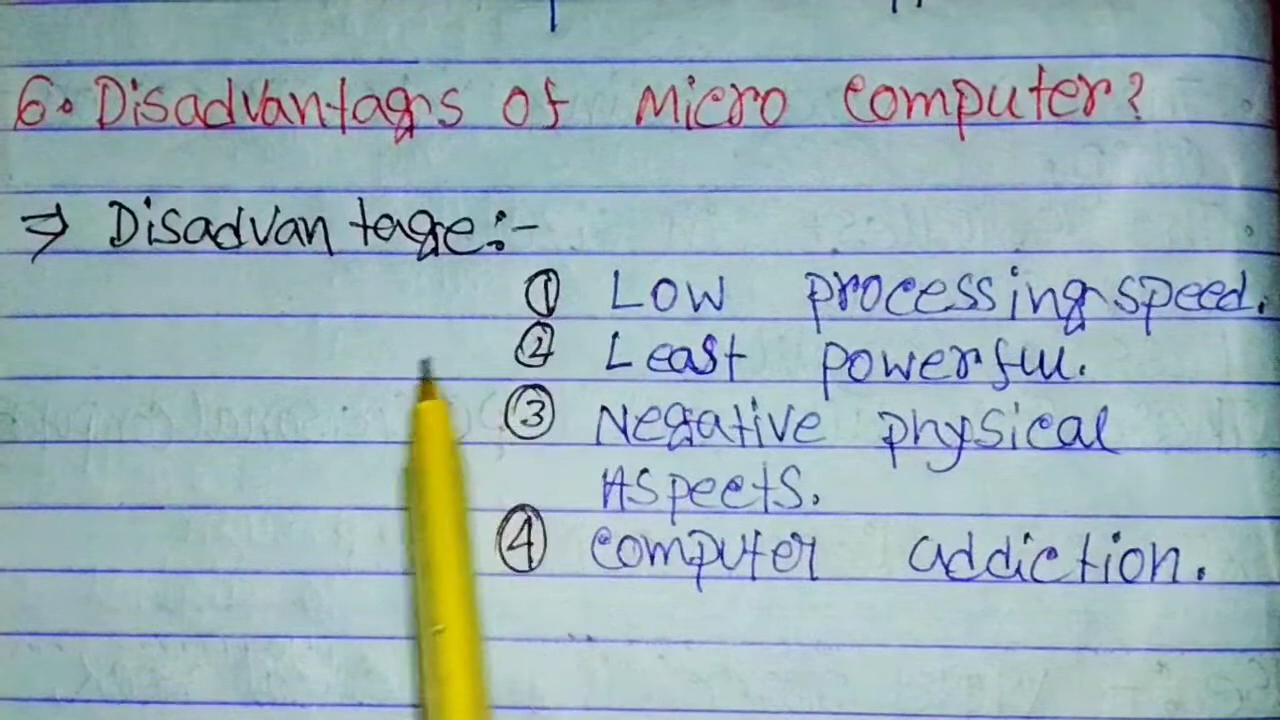 6. Disadvantags of Micro computer?
⇒ Disadvantage:-
① Low processing speed.
② Least powerful.
③ Negative physical
Aspects.
④ computer addiction.